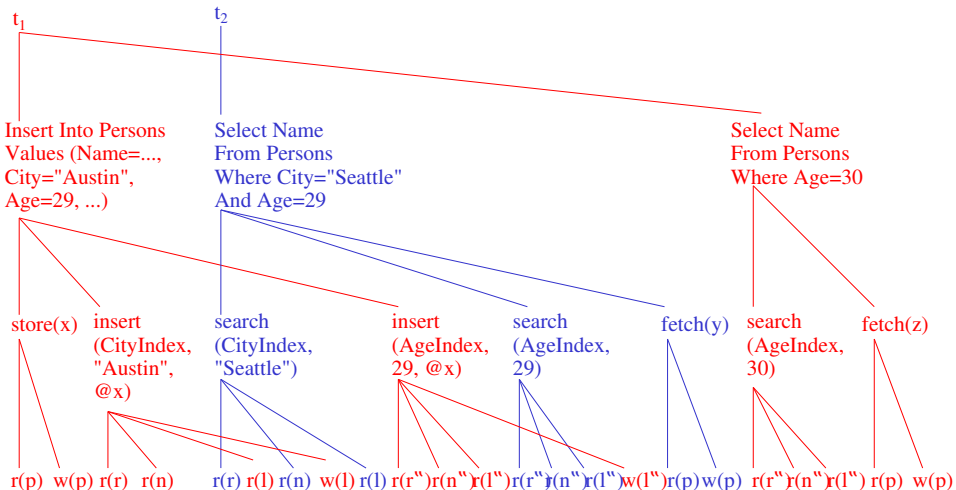 t1 t2
Insert Into Persons
Values (Name=...,
City="Austin",
Age=29, ...)
Select Name
From Persons
Where City="Seattle"
And Age=29
Select Name
From Persons
Where Age=30
store(x)
insert
(CityIndex,
"Austin",
@x)
search
(CityIndex,
"Seattle")
insert
(AgeIndex,
29, @x)
search
(AgeIndex,
29)
fetch(y)
search
(AgeIndex,
30)
fetch(z)
r(p) w(p) r(r) r(n) r(r) r(l) r(n) w(l) r(l) r(r‟) r(n‟) r(l‟) r(r‟) r(n‟) r(l‟) w(l‟) r(p) w(p) r(r‟) r(n‟) r(l‟) r(p) w(p)